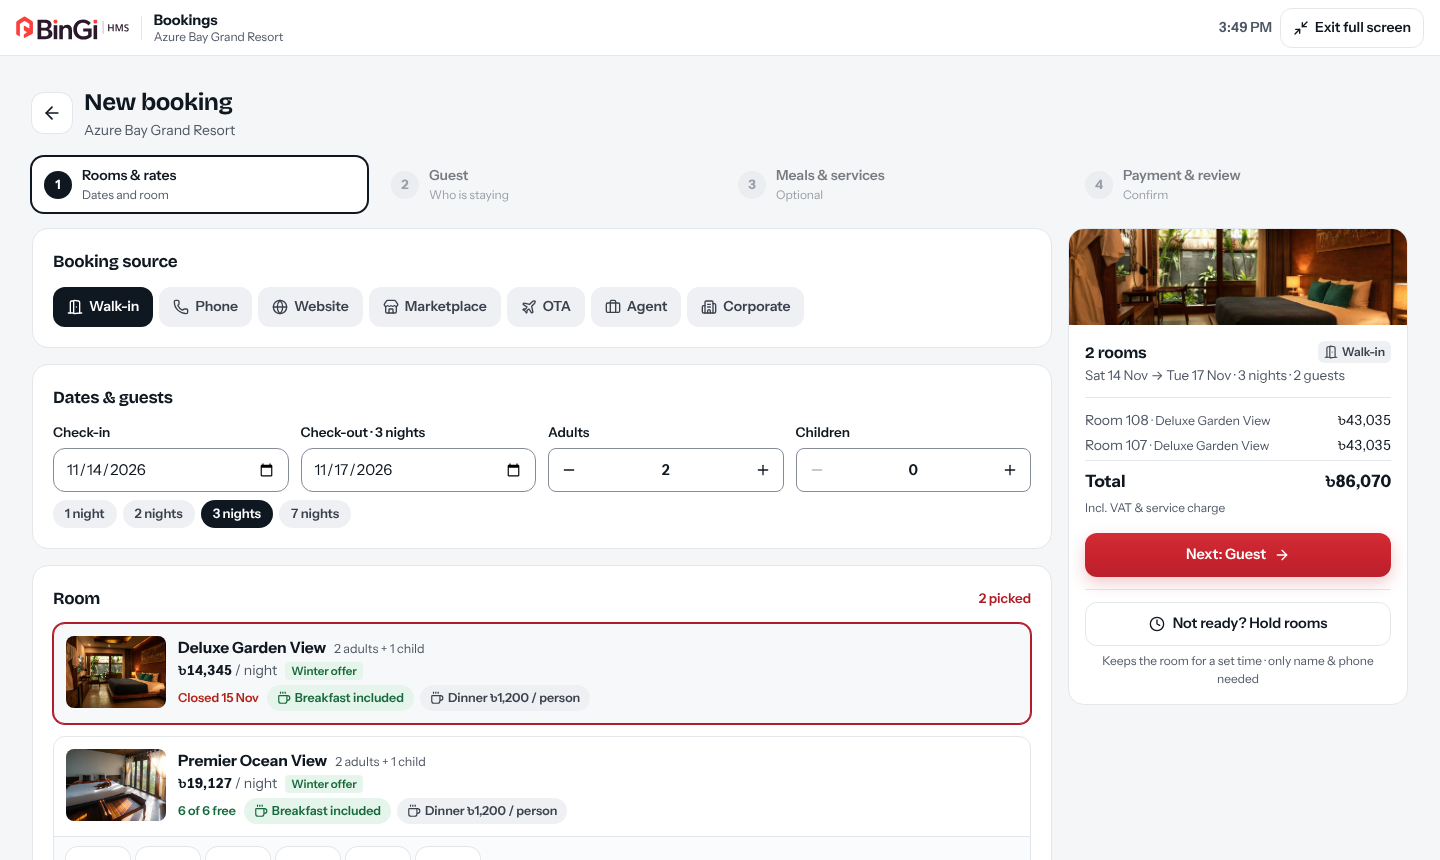 BinGi HMS
Bookings
Azure Bay Grand Resort
3:49 PM
Exit full screen
New booking
Azure Bay Grand Resort
1 Rooms & rates
Dates and room
2 Guest
Who is staying
3 Meals & services
Optional
4 Payment & review
Confirm
Booking source
Walk-in Phone Website Marketplace OTA Agent Corporate
Dates & guests
Check-in
11/14/2026
Check-out · 3 nights
11/17/2026
Adults
2
Children
0
1 night 2 nights 3 nights 7 nights
Room 2 picked
Deluxe Garden View 2 adults + 1 child
৳14,345 / night Winter offer
Closed 15 Nov Breakfast included Dinner ৳1,200 / person
Premier Ocean View 2 adults + 1 child
৳19,127 / night Winter offer
6 of 6 free Breakfast included Dinner ৳1,200 / person
2 rooms Walk-in
Sat 14 Nov → Tue 17 Nov · 3 nights · 2 guests
Room 108 · Deluxe Garden View ৳43,035
Room 107 · Deluxe Garden View ৳43,035
Total ৳86,070
Incl. VAT & service charge
Next: Guest →
Not ready? Hold rooms
Keeps the room for a set time · only name & phone
needed